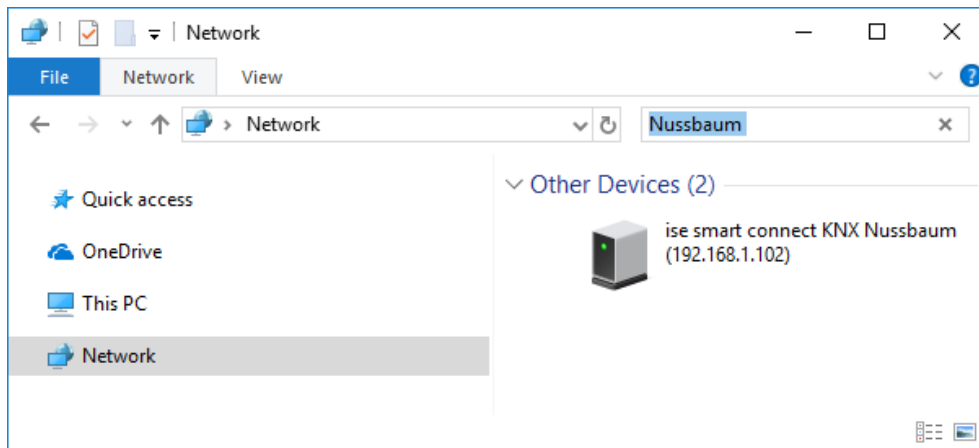 Network
File Network View
Network
Nussbaum
Quick access
OneDrive
This PC
Network
Other Devices (2)
ise smart connect KNX Nussbaum
(192.168.1.102)